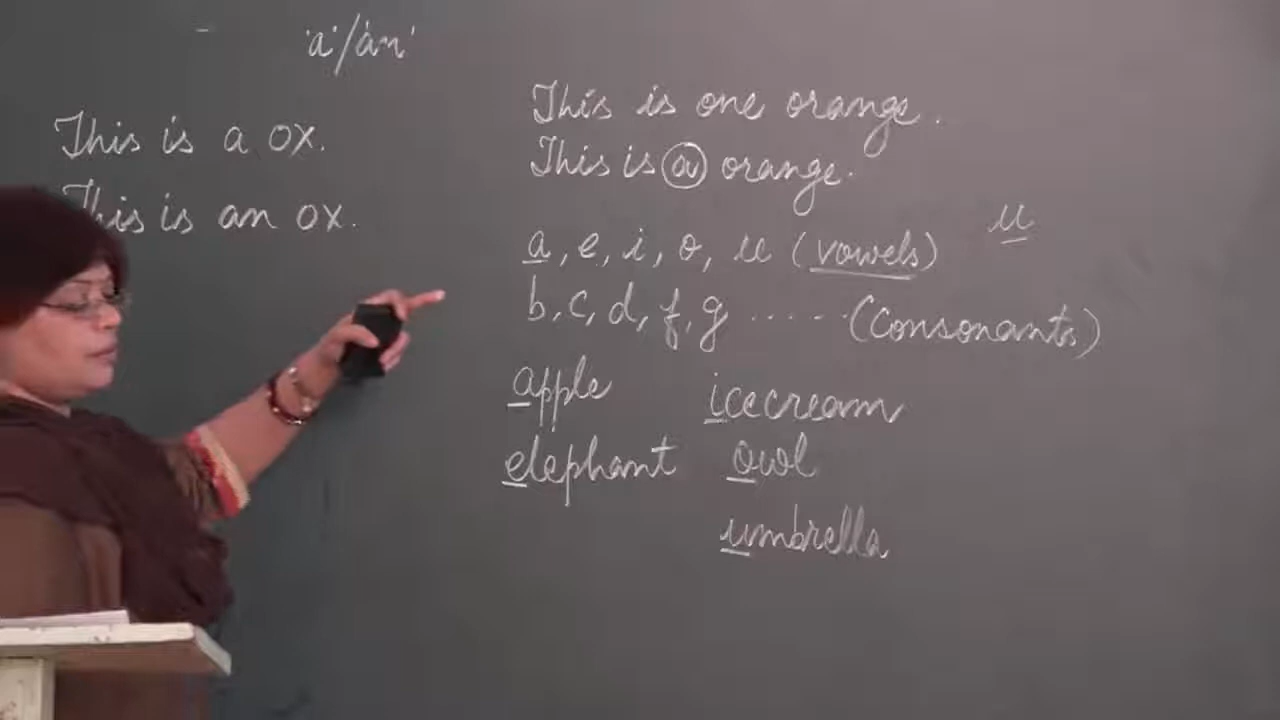 'a'/'an'
This is a ox.
This is an ox.
This is one orange.
This is a orange.
u
a, e, i, o, u (vowels)
b, c, d, f, g ...... (Consonants)
apple icecream
elephant owl
umbrella